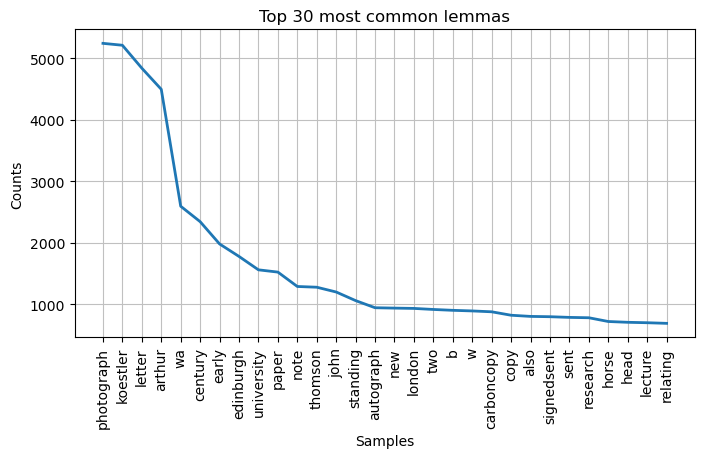 Top 30 most common lemmas
Counts
5000
4000
3000
2000
1000
photograph
koestler
letter
arthur
wa
century
early
edinburgh
university
paper
note
thomson
john
standing
autograph
new
london
two
b
w
carboncopy
copy
also
signedsent
sent
research
horse
head
lecture
relating
Samples